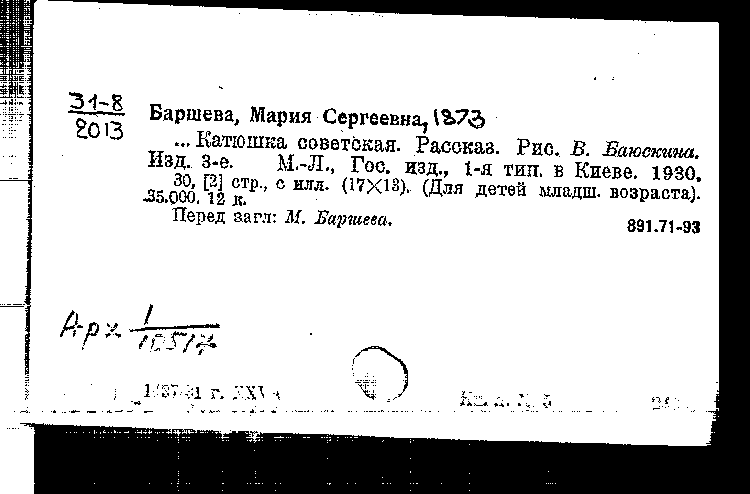 31-8
2013
Баршева, Мария Сергеевна, 1873
... Катюшка советская. Рассказ. Рис. В. Баюскина.
Изд. 3-е. М.-Л., Гос. изд., 1-я тип. в Киеве. 1930.
30, [2] стр., с илл. (17×13). (Для детей младш. возраста).
35.000. 12 к.
Перед загл: М. Баршева.
891.71-93
Арх 1
10517